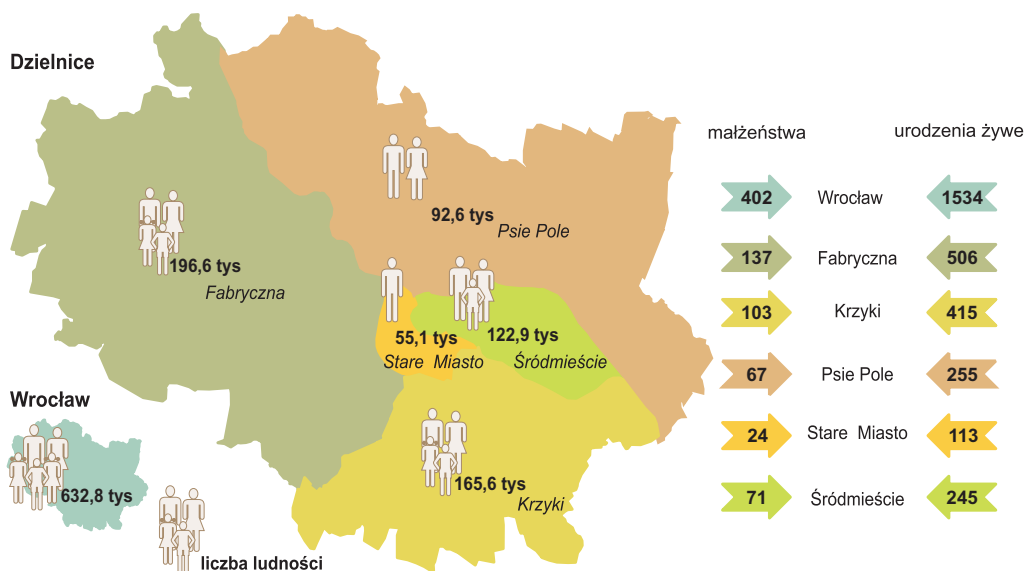 Dzielnice
92,6 tys
Psie Pole
196,6 tys
Fabryczna
55,1 tys
Stare Miasto
122,9 tys
Śródmieście
165,6 tys
Krzyki
Wrocław
632,8 tys
liczba ludności
małżeństwa urodzenia żywe
402 Wrocław 1534
137 Fabryczna 506
103 Krzyki 415
67 Psie Pole 255
24 Stare Miasto 113
71 Śródmieście 245